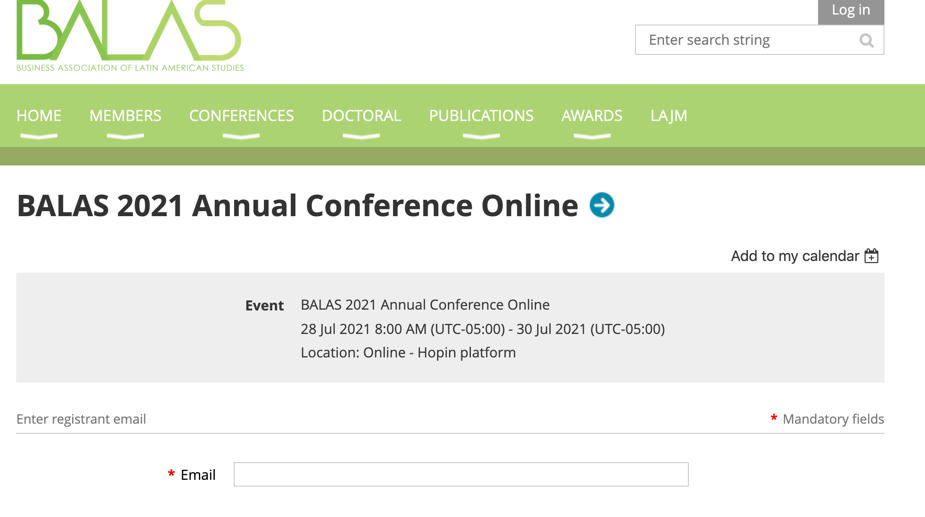 BALAS
BUSINESS ASSOCIATION OF LATIN AMERICAN STUDIES
Log in
Enter search string
HOME MEMBERS CONFERENCES DOCTORAL PUBLICATIONS AWARDS LAJM
BALAS 2021 Annual Conference Online
Add to my calendar
Event BALAS 2021 Annual Conference Online
28 Jul 2021 8:00 AM (UTC-05:00) - 30 Jul 2021 (UTC-05:00)
Location: Online - Hopin platform
Enter registrant email * Mandatory fields
* Email